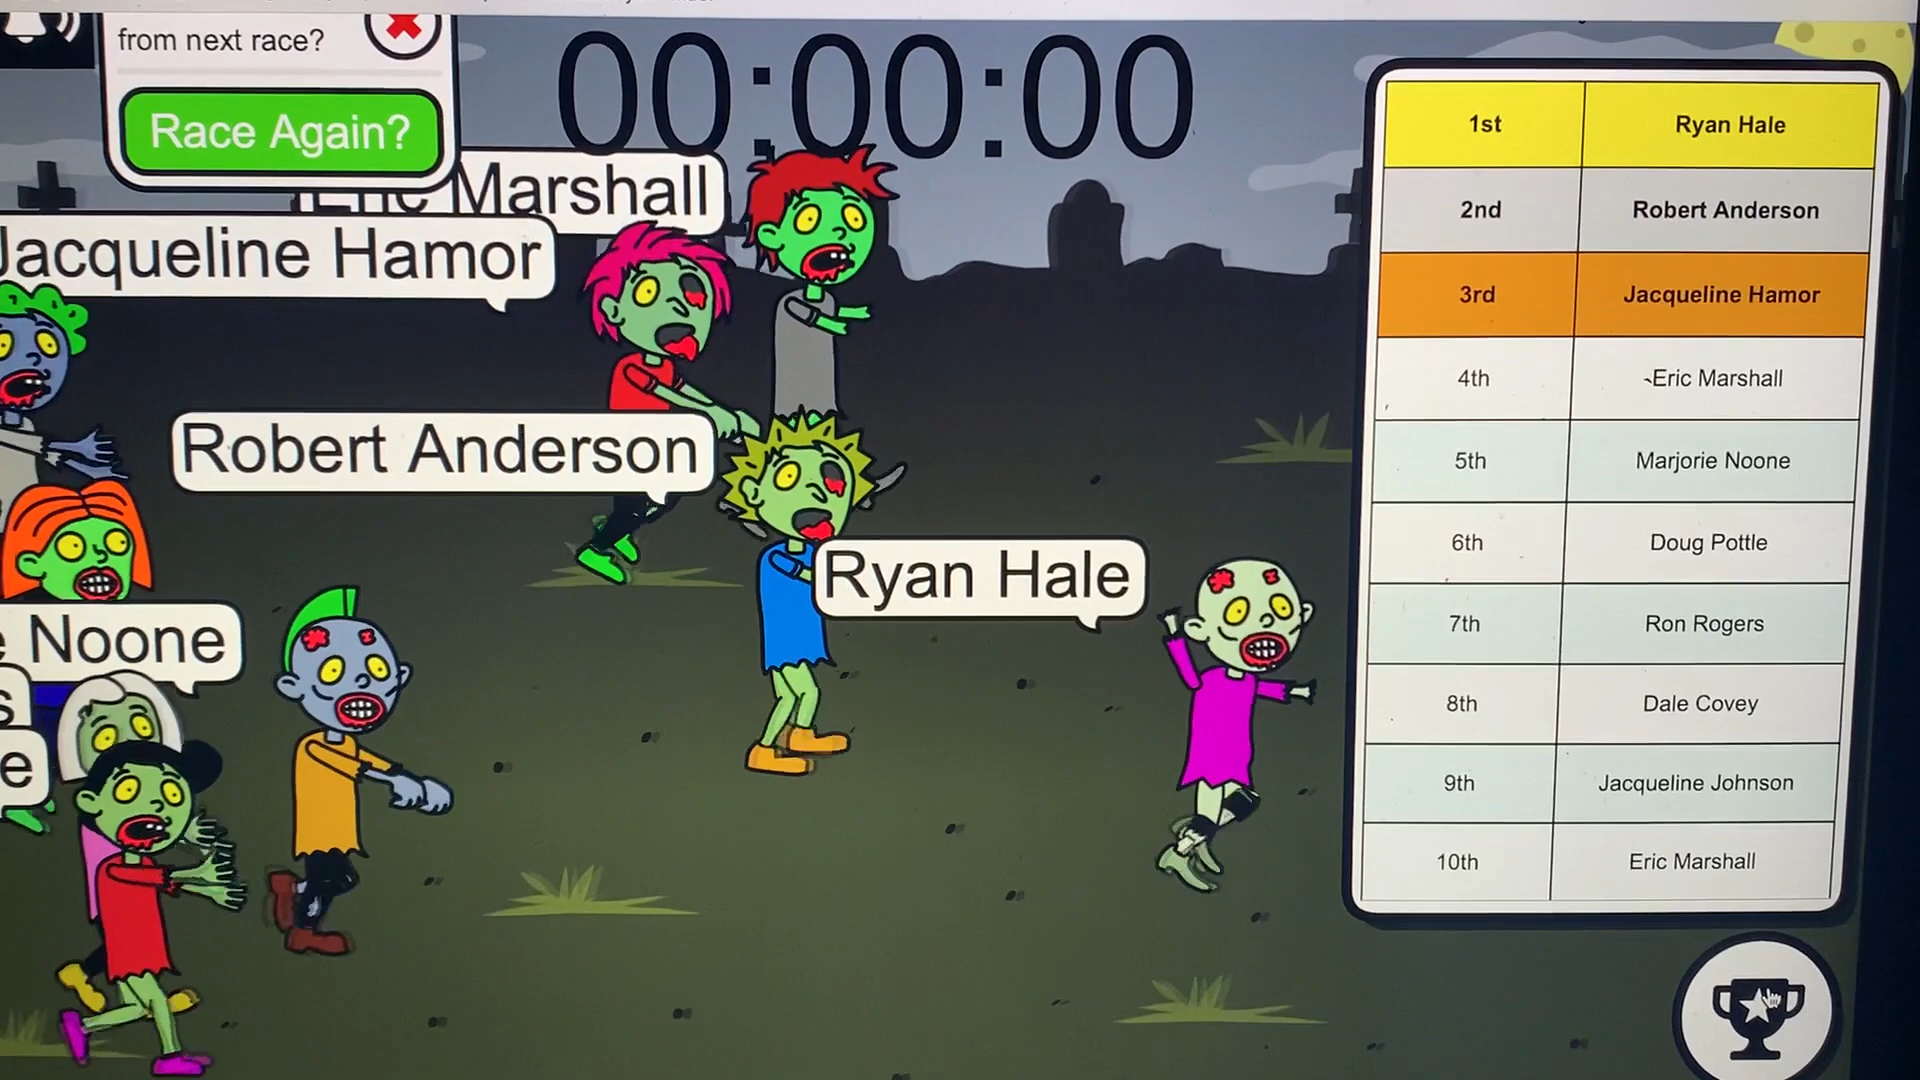 from next race?
Race Again?
00:00:00
Marshall
Jacqueline Hamor
Robert Anderson
Ryan Hale
Noone
s
e
1st Ryan Hale
2nd Robert Anderson
3rd Jacqueline Hamor
4th Eric Marshall
5th Marjorie Noone
6th Doug Pottle
7th Ron Rogers
8th Dale Covey
9th Jacqueline Johnson
10th Eric Marshall